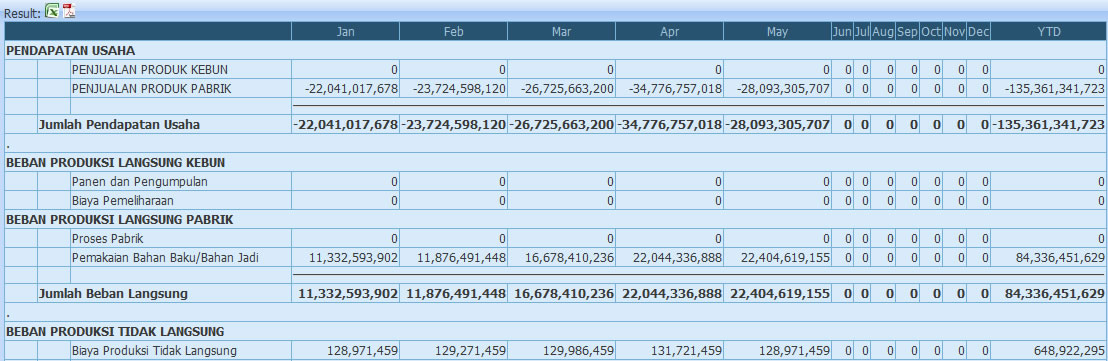 Result:
Jan Feb Mar Apr May Jun Jul Aug Sep Oct Nov Dec YTD
PENDAPATAN USAHA
PENJUALAN PRODUK KEBUN 0 0 0 0 0 0 0 0 0 0 0 0 0
PENJUALAN PRODUK PABRIK -22,041,017,678 -23,724,598,120 -26,725,663,200 -34,776,757,018 -28,093,305,707 0 0 0 0 0 0 0 -135,361,341,723
Jumlah Pendapatan Usaha -22,041,017,678 -23,724,598,120 -26,725,663,200 -34,776,757,018 -28,093,305,707 0 0 0 0 0 0 0 -135,361,341,723
.
BEBAN PRODUKSI LANGSUNG KEBUN
Panen dan Pengumpulan 0 0 0 0 0 0 0 0 0 0 0 0 0
Biaya Pemeliharaan 0 0 0 0 0 0 0 0 0 0 0 0 0
BEBAN PRODUKSI LANGSUNG PABRIK
Proses Pabrik 0 0 0 0 0 0 0 0 0 0 0 0 0
Pemakaian Bahan Baku/Bahan Jadi 11,332,593,902 11,876,491,448 16,678,410,236 22,044,336,888 22,404,619,155 0 0 0 0 0 0 0 84,336,451,629
Jumlah Beban Langsung 11,332,593,902 11,876,491,448 16,678,410,236 22,044,336,888 22,404,619,155 0 0 0 0 0 0 0 84,336,451,629
.
BEBAN PRODUKSI TIDAK LANGSUNG
Biaya Produksi Tidak Langsung 128,971,459 129,271,459 129,986,459 131,721,459 128,971,459 0 0 0 0 0 0 0 648,922,295